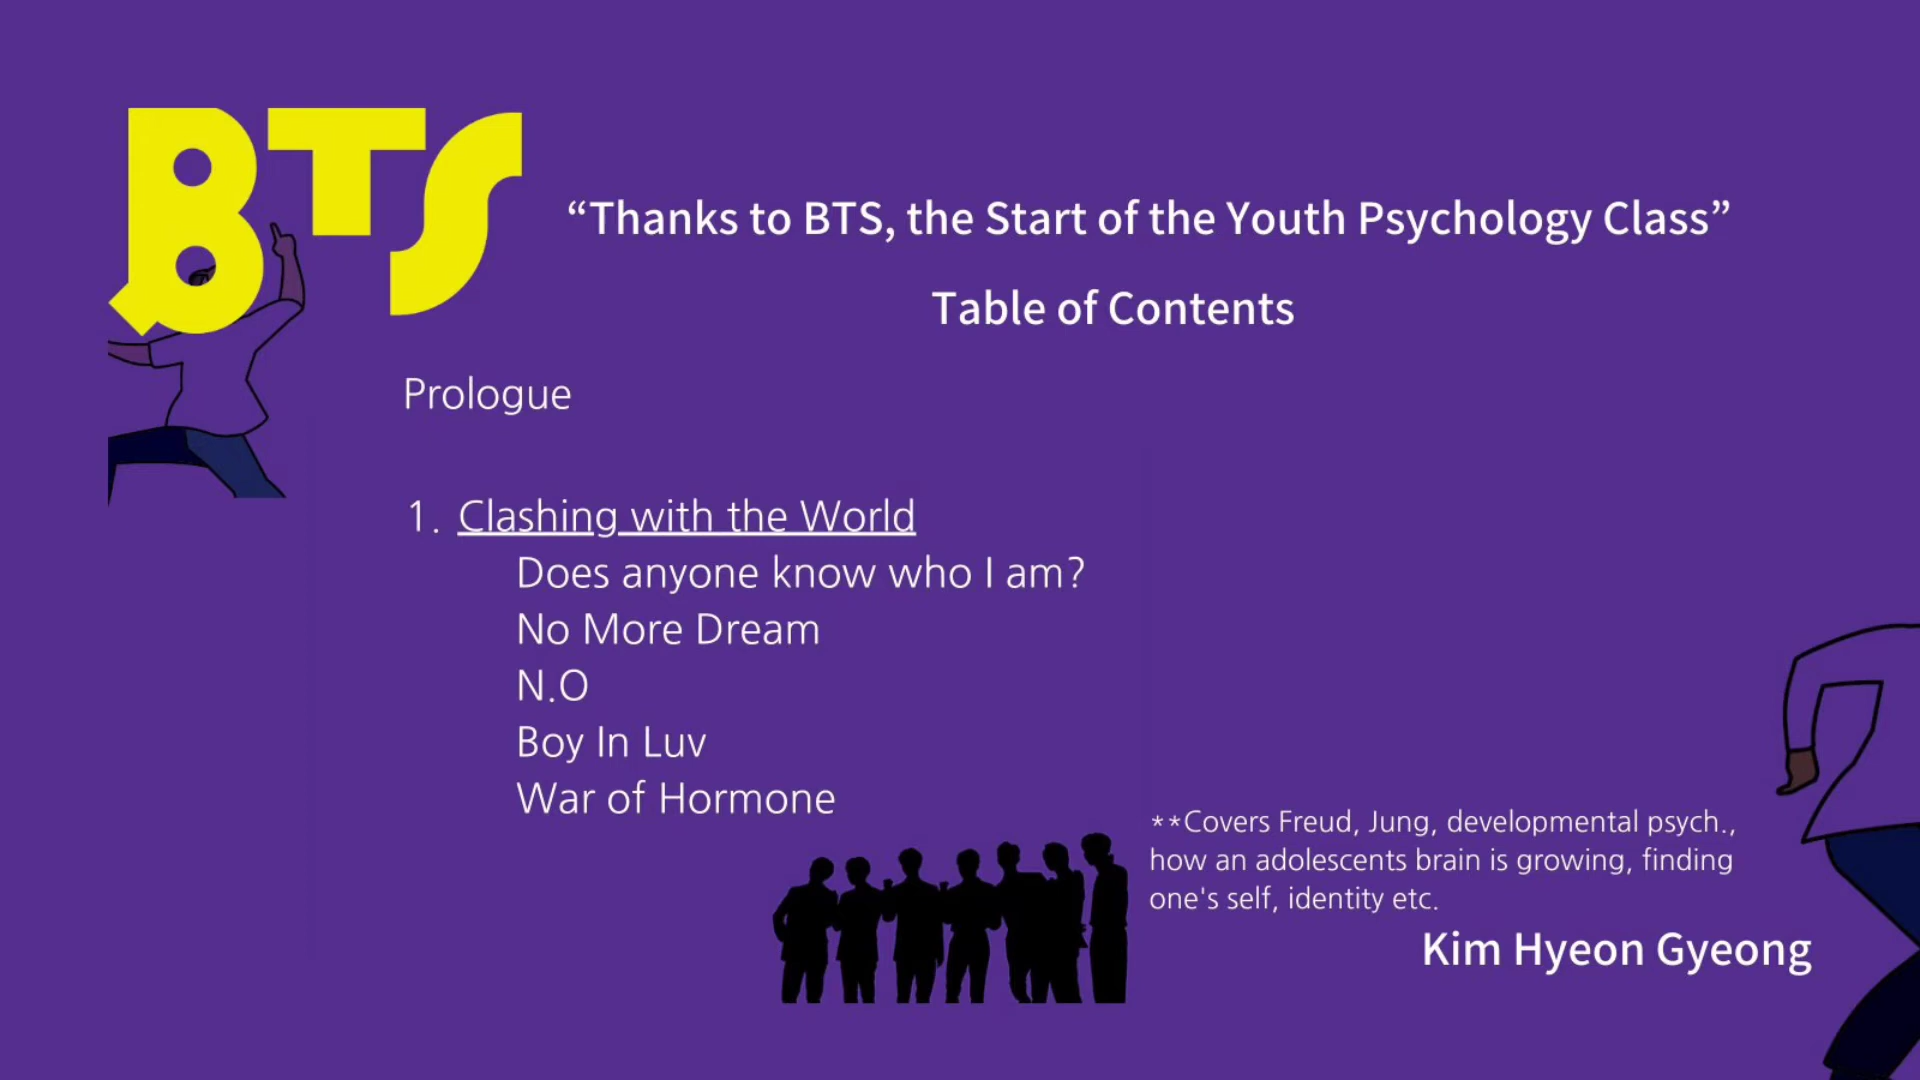 BTS
“Thanks to BTS, the Start of the Youth Psychology Class”
Table of Contents
Prologue
1. Clashing with the World
Does anyone know who I am?
No More Dream
N.O
Boy In Luv
War of Hormone
**Covers Freud, Jung, developmental psych.,
how an adolescents brain is growing, finding
one's self, identity etc.
Kim Hyeon Gyeong